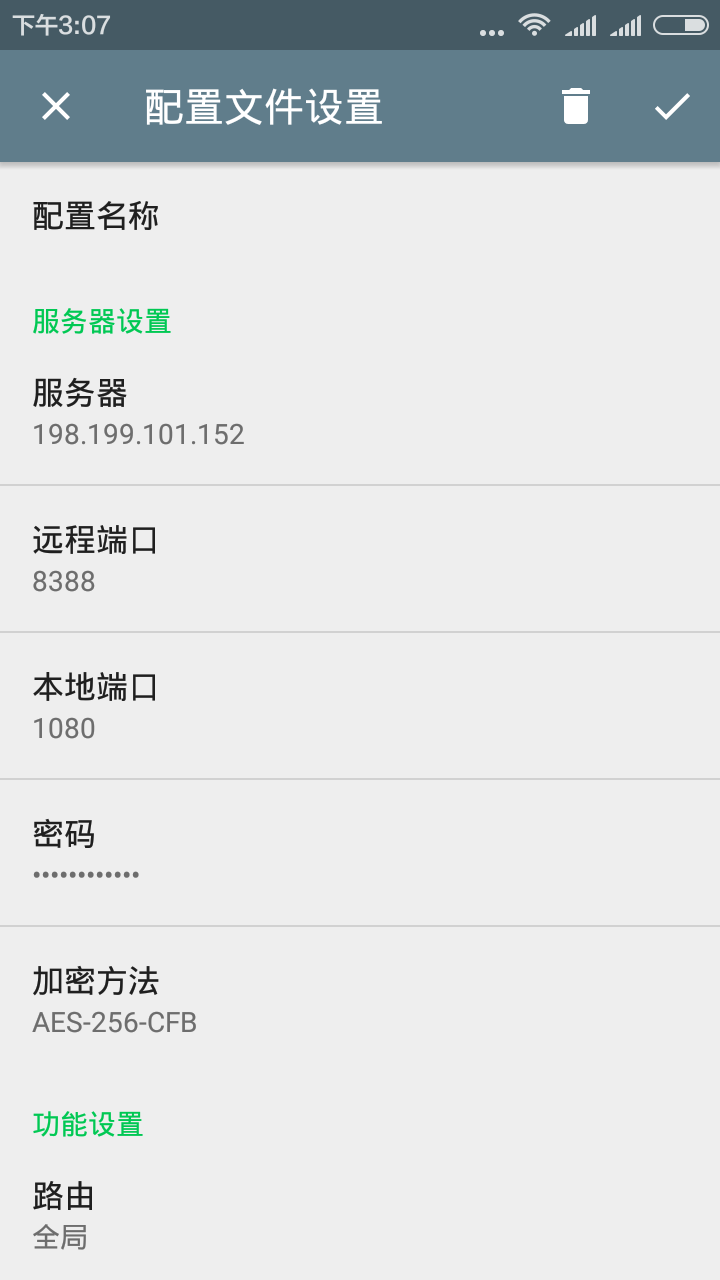 下午3:07
配置文件设置
配置名称
服务器设置
服务器
198.199.101.152
远程端口
8388
本地端口
1080
密码
••••••••••••
加密方法
AES-256-CFB
功能设置
路由
全局